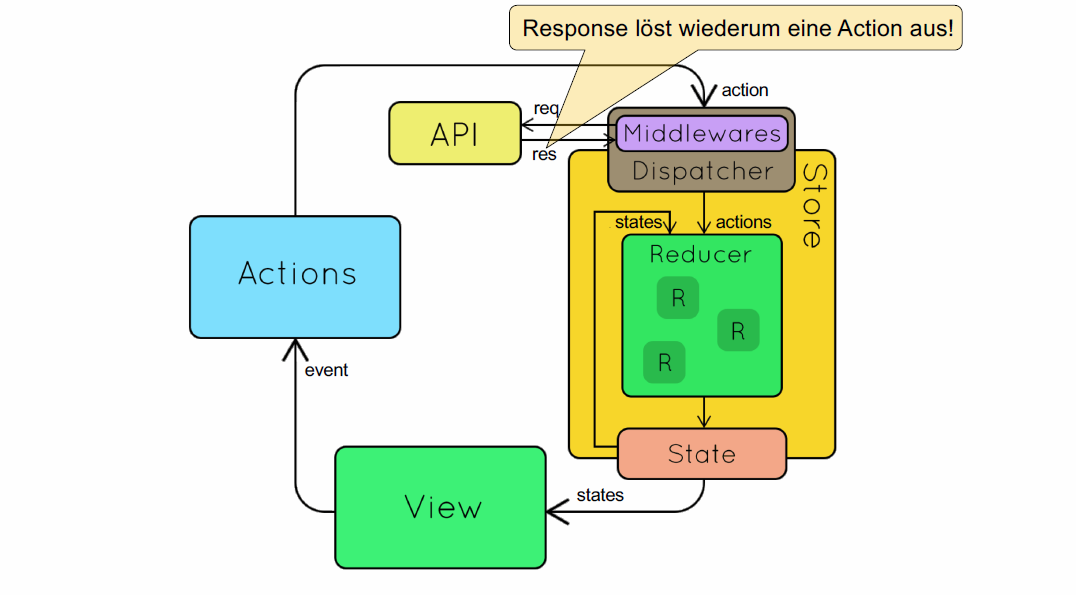 Response löst wiederum eine Action aus!
action
req
API
res
Middlewares
Dispatcher
Store
states
actions
Reducer
R
R
R
Actions
event
State
states
View